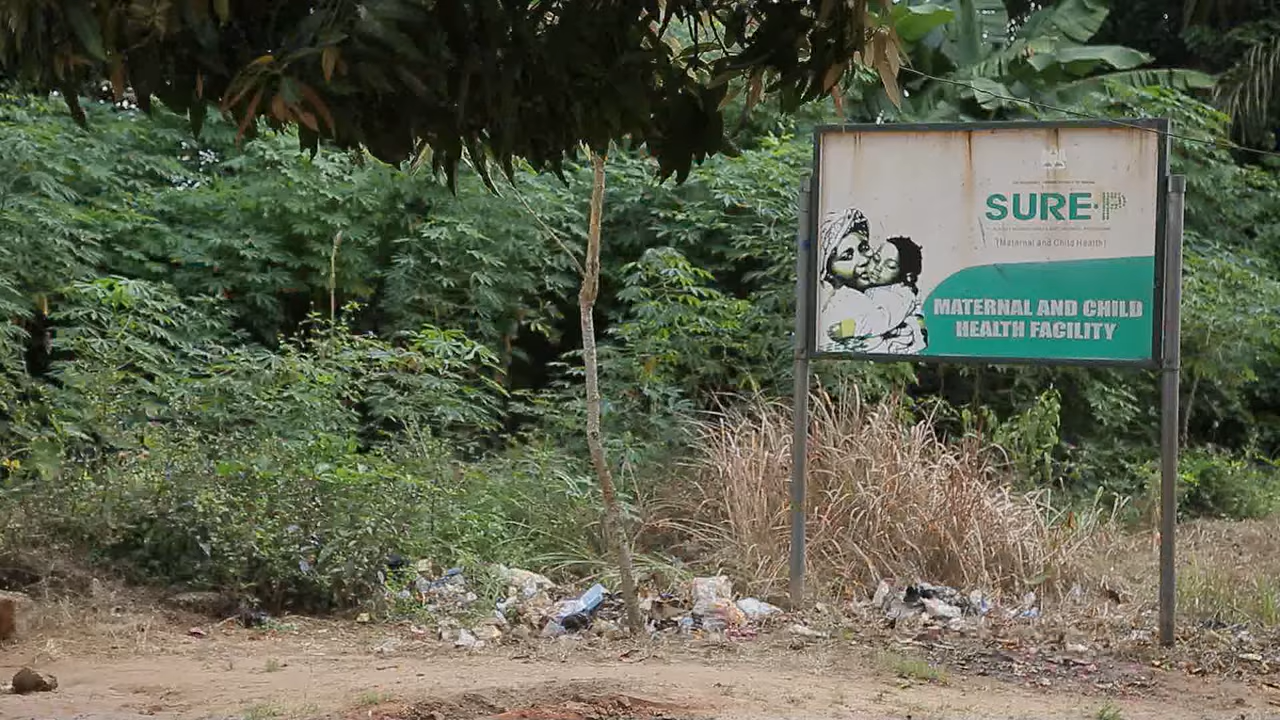 SURE-P
(Maternal and Child Health)
MATERNAL AND CHILD
HEALTH FACILITY